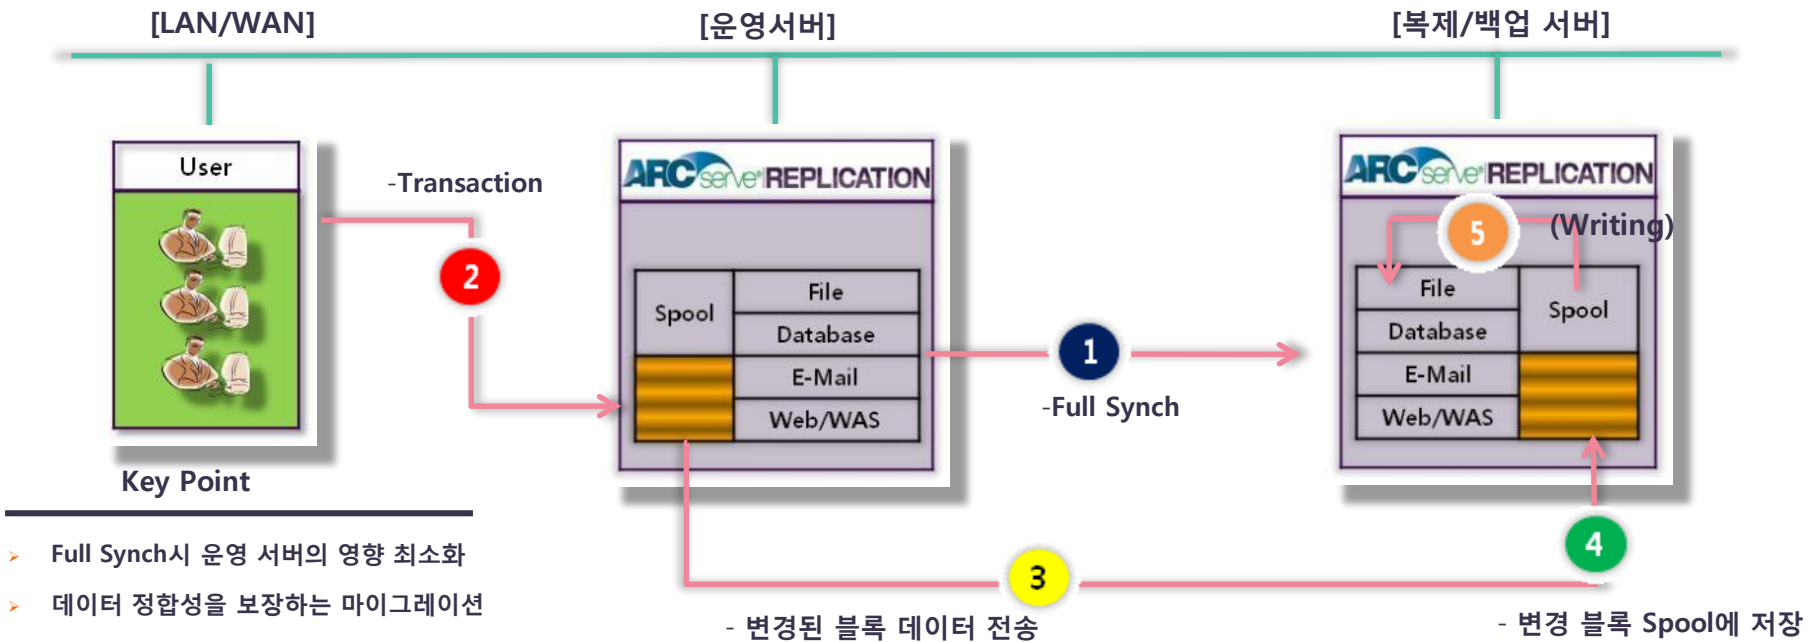 [LAN/WAN]
[운영서버]
[복제/백업 서버]
User
-Transaction
2
ARCserve® REPLICATION
Spool
File
Database
E-Mail
Web/WAS
1
-Full Synch
ARCserve® REPLICATION
5
(Writing)
File
Database
E-Mail
Web/WAS
Spool
4
3
- 변경된 블록 데이터 전송
- 변경 블록 Spool에 저장
Key Point
➢ Full Synch시 운영 서버의 영향 최소화
➢ 데이터 정합성을 보장하는 마이그레이션